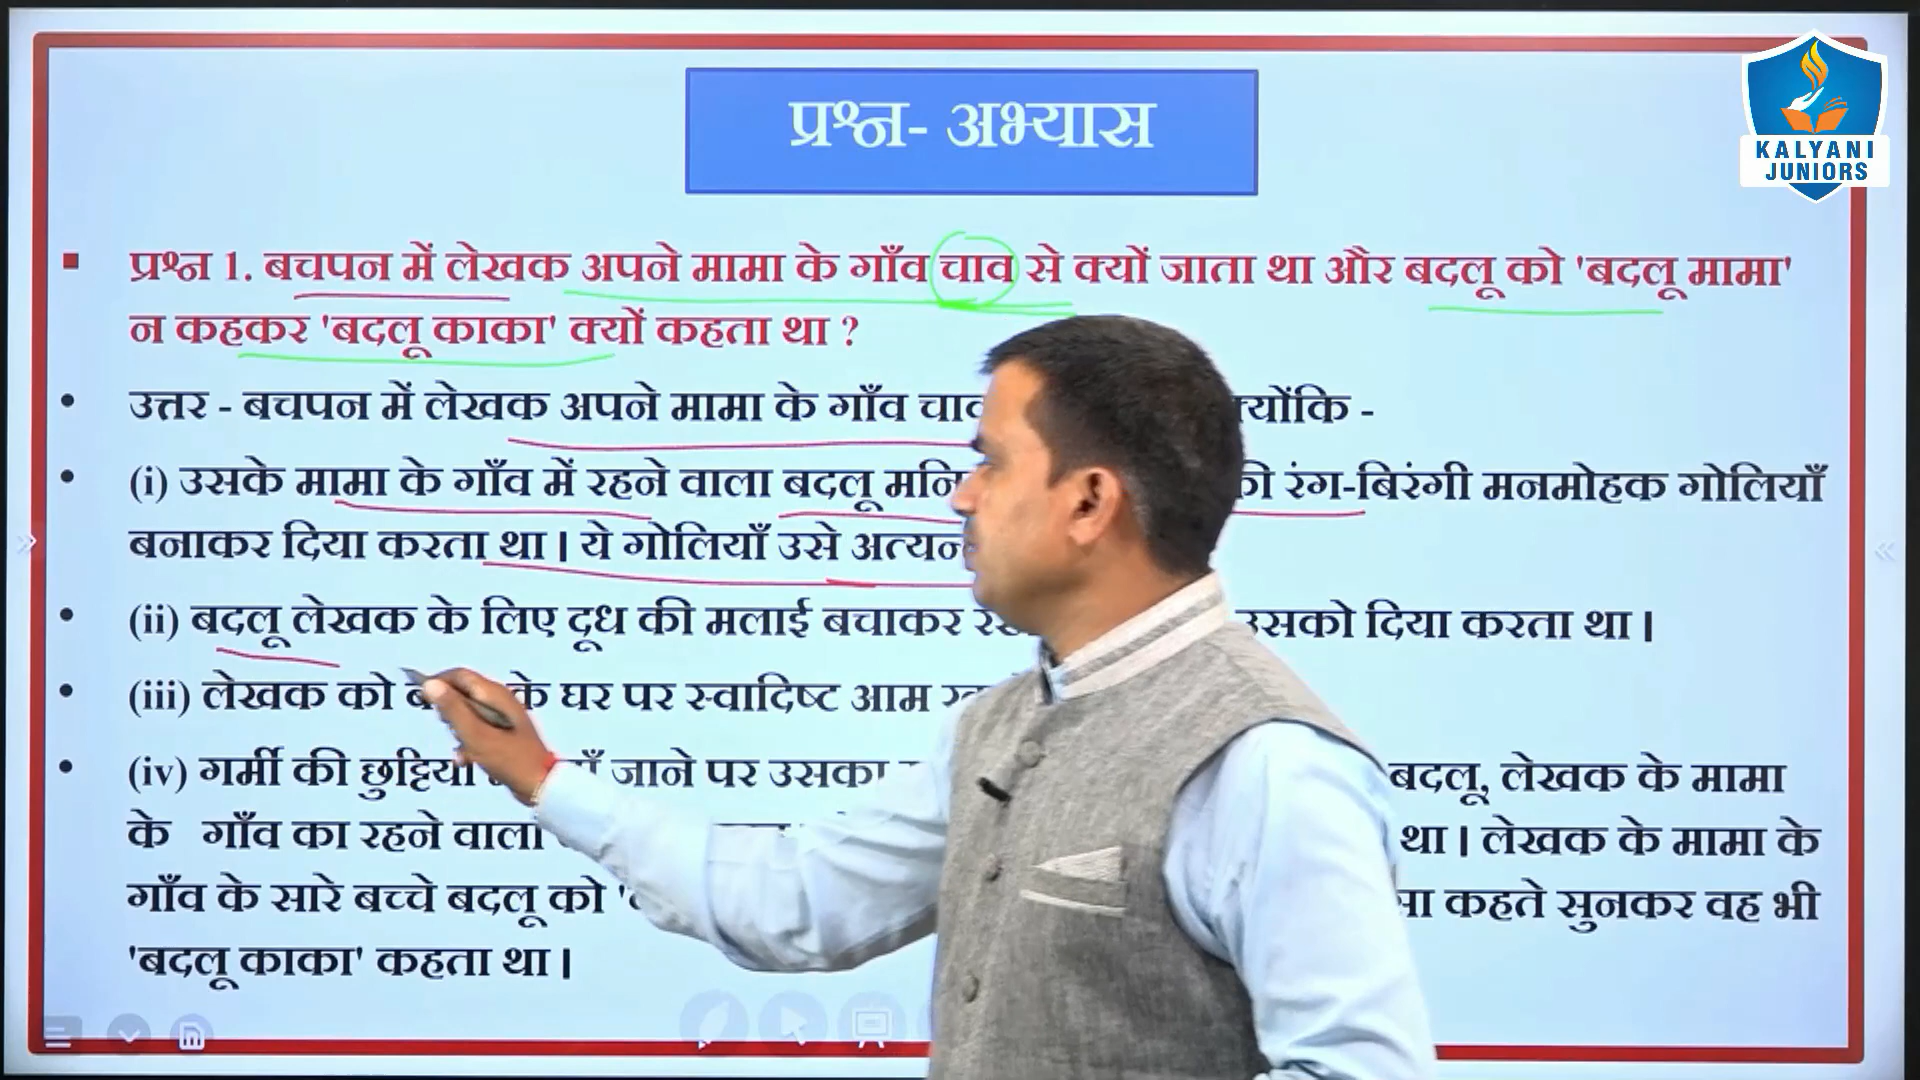 प्रश्न- अभ्यास
KALYANI
JUNIORS
प्रश्न 1. बचपन में लेखक अपने मामा के गाँव चाव से क्यों जाता था और बदलू को 'बदलू मामा'
न कहकर 'बदलू काका' क्यों कहता था ?
उत्तर - बचपन में लेखक अपने मामा के गाँव क्योंकि -
(i) उसके मामा के गाँव में रहने वाला बदलू रंग-बिरंगी मनमोहक गोलियाँ
बनाकर दिया करता था। ये गोलियाँ उसे
(ii) बदलू लेखक के लिए दूध की मलाई बचाकर उसको दिया करता था।
(iii) लेखक को के घर पर स्वादिष्ट आम
(iv) गर्मी की जाने पर उसका बदलू, लेखक के मामा
के गाँव का रहने वाला था। लेखक के मामा के
गाँव के सारे बच्चे बदलू को कहते सुनकर वह भी
'बदलू काका' कहता था।